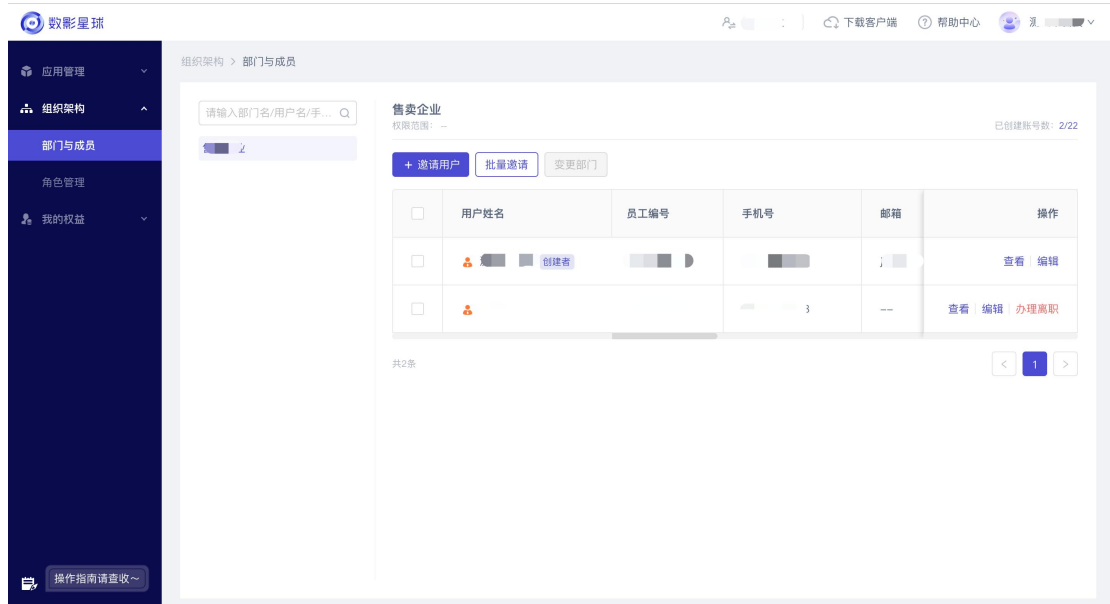 数影星球
下载客户端
帮助中心
应用管理
组织架构
部门与成员
角色管理
我的权益
操作指南请查收～
组织架构 > 部门与成员
请输入部门名/用户名/手...
售卖企业
权限范围： --
已创建账号数：2/22
+ 邀请用户 批量邀请 变更部门
用户姓名 员工编号 手机号 邮箱 操作
创建者 查看 编辑
-- 查看 编辑 办理离职
共2条
< 1 >